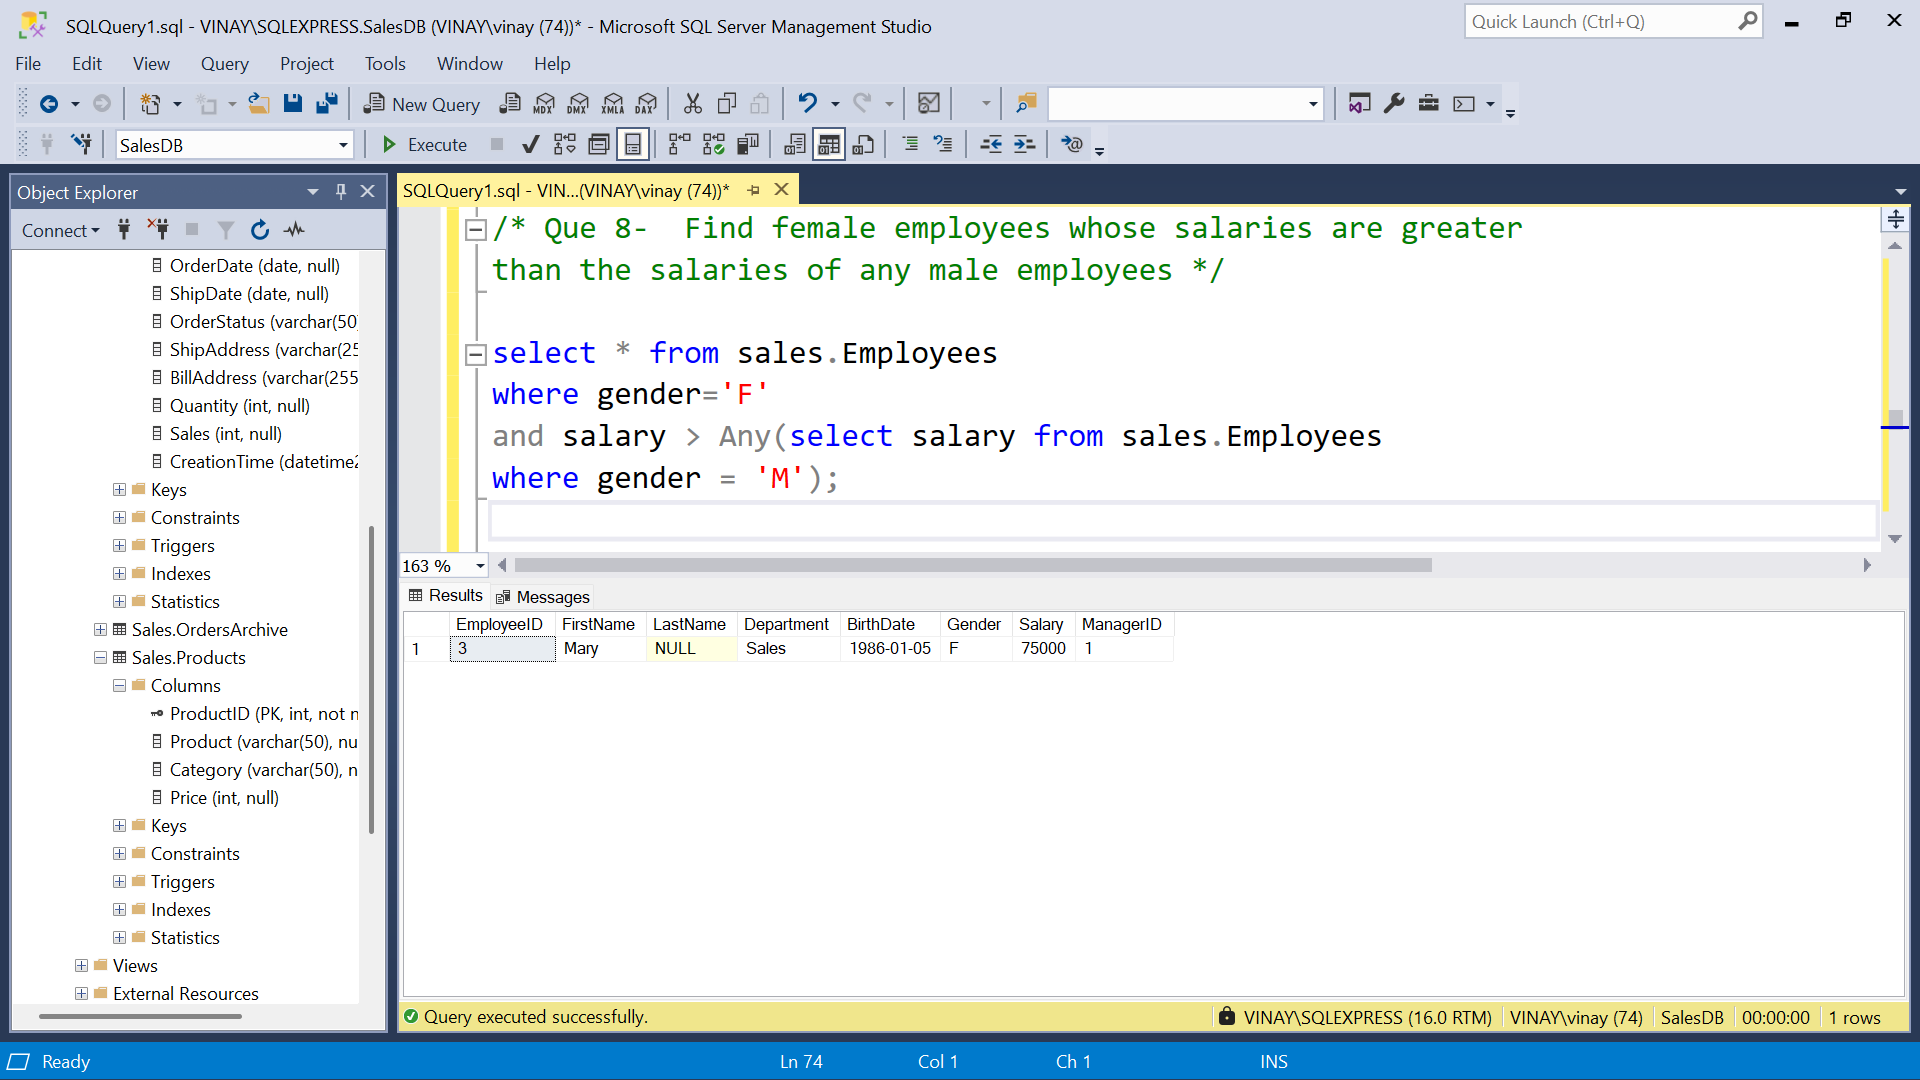 SQLQuery1.sql - VINAY\SQLEXPRESS.SalesDB (VINAY\vinay (74))* - Microsoft SQL Server Management Studio
Quick Launch (Ctrl+Q)
File Edit View Query Project Tools Window Help
New Query MDX DMX XMLA DAX
SalesDB Execute
Object Explorer
SQLQuery1.sql - VIN...(VINAY\vinay (74))*
Connect
OrderDate (date, null)
ShipDate (date, null)
OrderStatus (varchar(50)
ShipAddress (varchar(25
BillAddress (varchar(255
Quantity (int, null)
Sales (int, null)
CreationTime (datetime2
Keys
Constraints
Triggers
Indexes
Statistics
Sales.OrdersArchive
Sales.Products
Columns
ProductID (PK, int, not n
Product (varchar(50), nu
Category (varchar(50), n
Price (int, null)
Keys
Constraints
Triggers
Indexes
Statistics
Views
External Resources
/* Que 8-  Find female employees whose salaries are greater
than the salaries of any male employees */
select * from sales.Employees
where gender='F'
and salary > Any(select salary from sales.Employees
where gender = 'M');
163 %
Results Messages
EmployeeID FirstName LastName Department BirthDate Gender Salary ManagerID
1 3 Mary NULL Sales 1986-01-05 F 75000 1
Query executed successfully. VINAY\SQLEXPRESS (16.0 RTM) VINAY\vinay (74) SalesDB 00:00:00 1 rows
Ready Ln 74 Col 1 Ch 1 INS